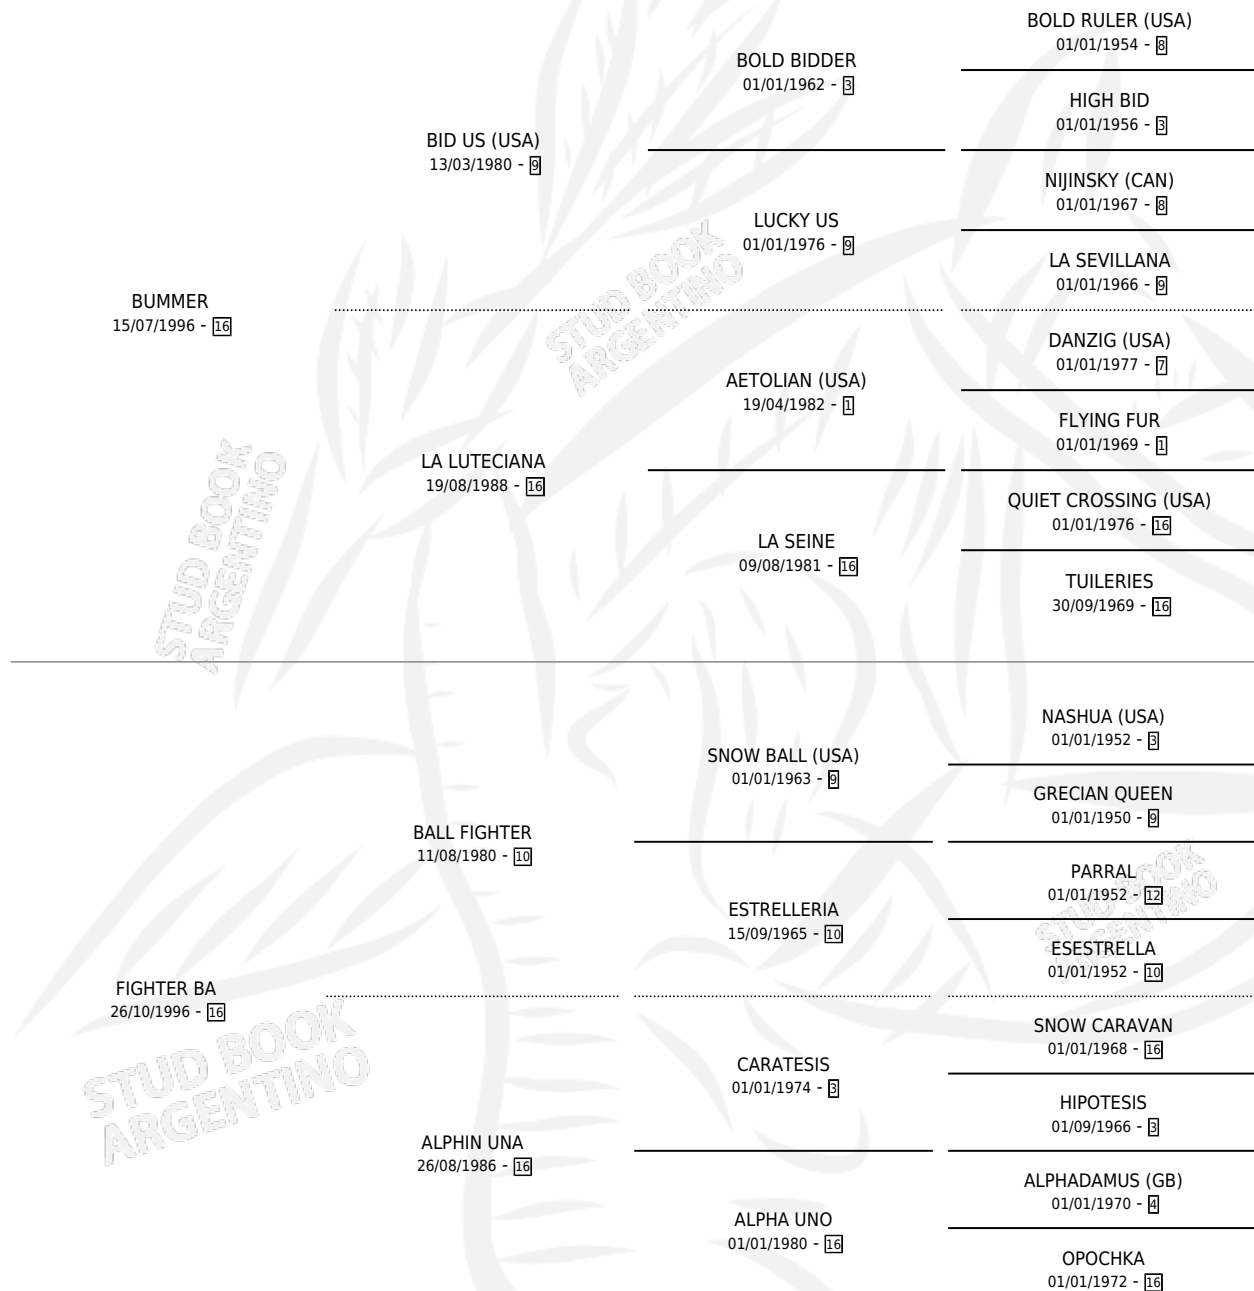 BOLD RULER (USA)
01/01/1954 - 8
BOLD BIDDER
01/01/1962 - 3
HIGH BID
01/01/1956 - 3
BID US (USA)
13/03/1980 - 9
NIJINSKY (CAN)
01/01/1967 - 8
LUCKY US
01/01/1976 - 9
LA SEVILLANA
01/01/1966 - 9
BUMMER
15/07/1996 - 16
STUD BOOK
ARGENTINO
DANZIG (USA)
01/01/1977 - 7
AETOLIAN (USA)
19/04/1982 - 1
FLYING FUR
01/01/1969 - 1
LA LUTECIANA
19/08/1988 - 16
QUIET CROSSING (USA)
01/01/1976 - 16
LA SEINE
09/08/1981 - 16
TUILERIES
30/09/1969 - 16
STUD BOOK
ARGENTINO
NASHUA (USA)
01/01/1952 - 3
SNOW BALL (USA)
01/01/1963 - 9
GRECIAN QUEEN
01/01/1950 - 9
BALL FIGHTER
11/08/1980 - 10
PARRAL
01/01/1952 - 12
ESTRELLERIA
15/09/1965 - 10
STUD BOOK
ARGENTINO
ESESTRELLA
01/01/1952 - 10
FIGHTER BA
26/10/1996 - 16
STUD BOOK
ARGENTINO
SNOW CARAVAN
01/01/1968 - 16
CARATESIS
01/01/1974 - 3
HIPOTESIS
01/09/1966 - 3
ALPHIN UNA
26/08/1986 - 16
ALPHADAMUS (GB)
01/01/1970 - 4
ALPHA UNO
01/01/1980 - 16
OPOCHKA
01/01/1972 - 16